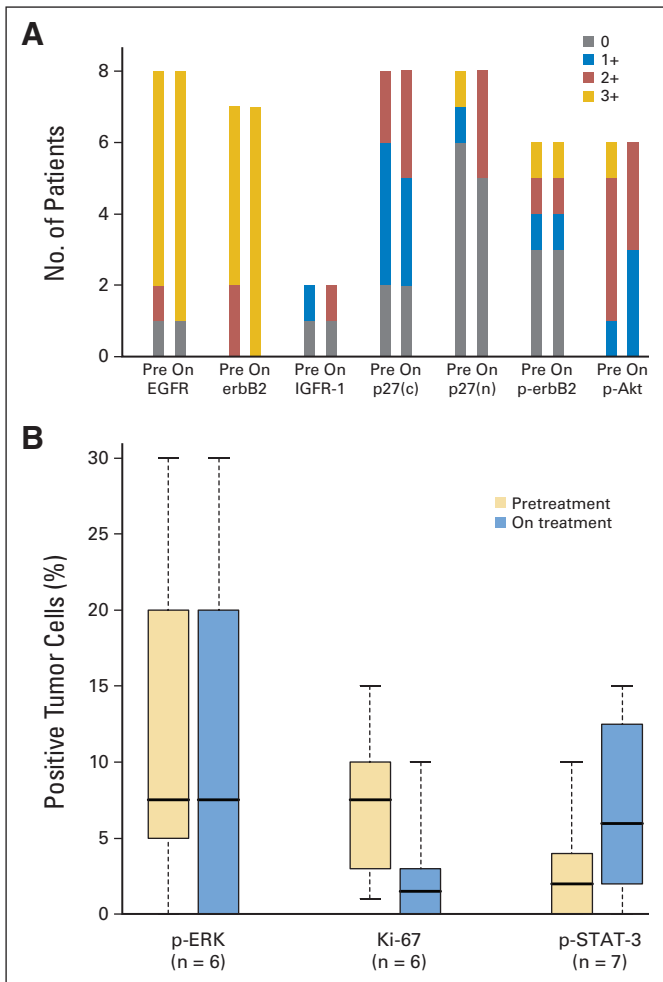 A
0
1+
2+
3+
No. of Patients
8
6
4
2
0
Pre On Pre On Pre On Pre On Pre On Pre On Pre On
EGFR erbB2 IGFR-1 p27(c) p27(n) p-erbB2 p-Akt
B
Pretreatment
On treatment
Positive Tumor Cells (%)
30
25
20
15
10
5
0
p-ERK Ki-67 p-STAT-3
(n = 6) (n = 6) (n = 7)